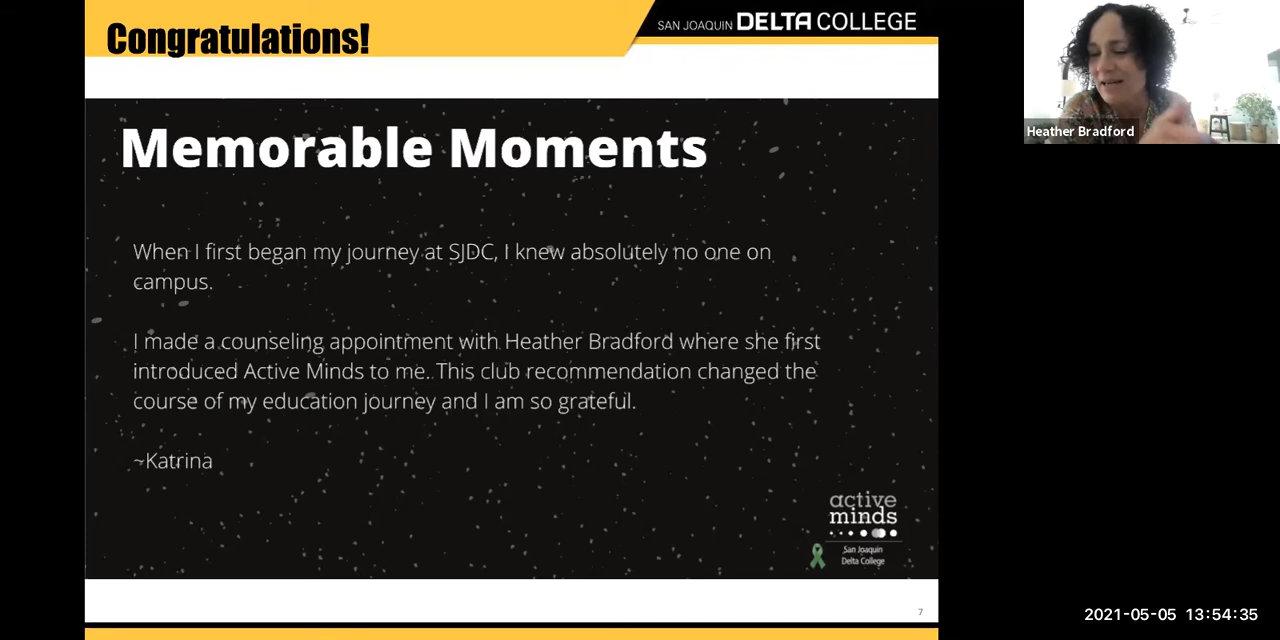 Congratulations!
SAN JOAQUIN DELTA COLLEGE
Heather Bradford
Memorable Moments
When I first began my journey at SJDC, I knew absolutely no one on
campus.
I made a counseling appointment with Heather Bradford where she first
introduced Active Minds to me. This club recommendation changed the
course of my education journey and I am so grateful.
~Katrina
active
minds
San Joaquin
Delta College
7
2021-05-05 13:54:35